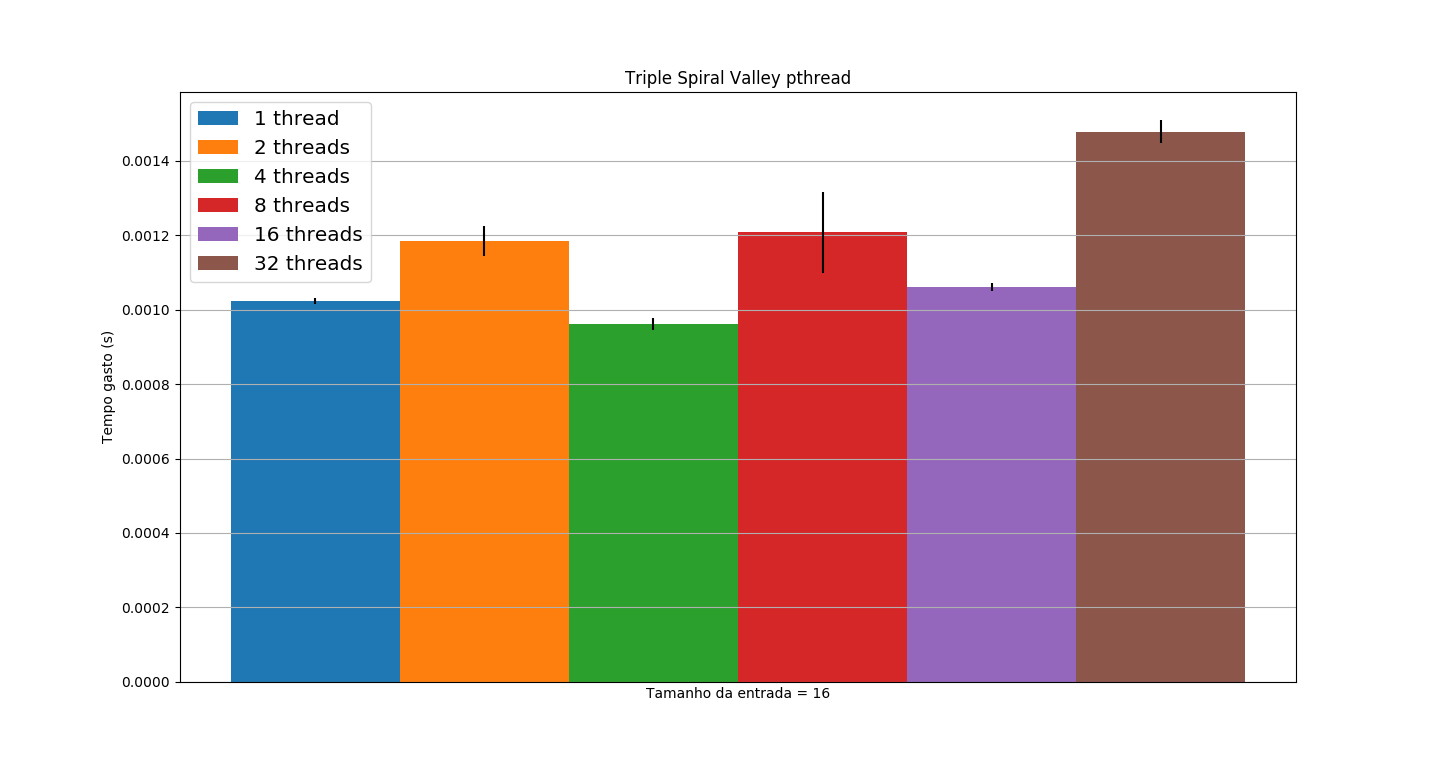 Triple Spiral Valley pthread
1 thread
2 threads
4 threads
8 threads
16 threads
32 threads
0.0014
0.0012
0.0010
0.0008
0.0006
0.0004
0.0002
0.0000
Tempo gasto (s)
Tamanho da entrada = 16